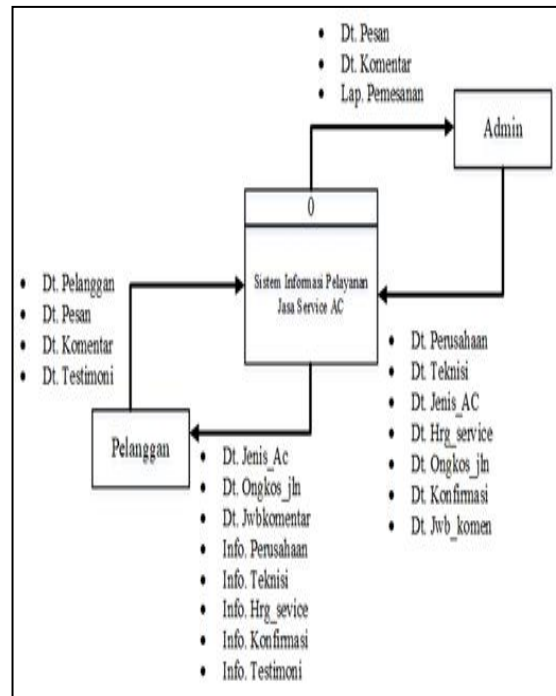 • Dt. Pesan
• Dt. Komentar
• Lap. Pemesanan
Admin
0
Sistem Informasi Pelayanan
Jasa Service AC
• Dt. Pelanggan
• Dt. Pesan
• Dt. Komentar
• Dt. Testimoni
• Dt. Perusahaan
• Dt. Teknisi
• Dt. Jenis_AC
• Dt. Hrg_service
• Dt. Ongkos_jln
• Dt. Konfirmasi
• Dt. Jwb_komen
Pelanggan
• Dt. Jenis_Ac
• Dt. Ongkos_jln
• Dt. Jwbkomentar
• Info. Perusahaan
• Info. Teknisi
• Info. Hrg_sevice
• Info. Konfirmasi
• Info. Testimoni